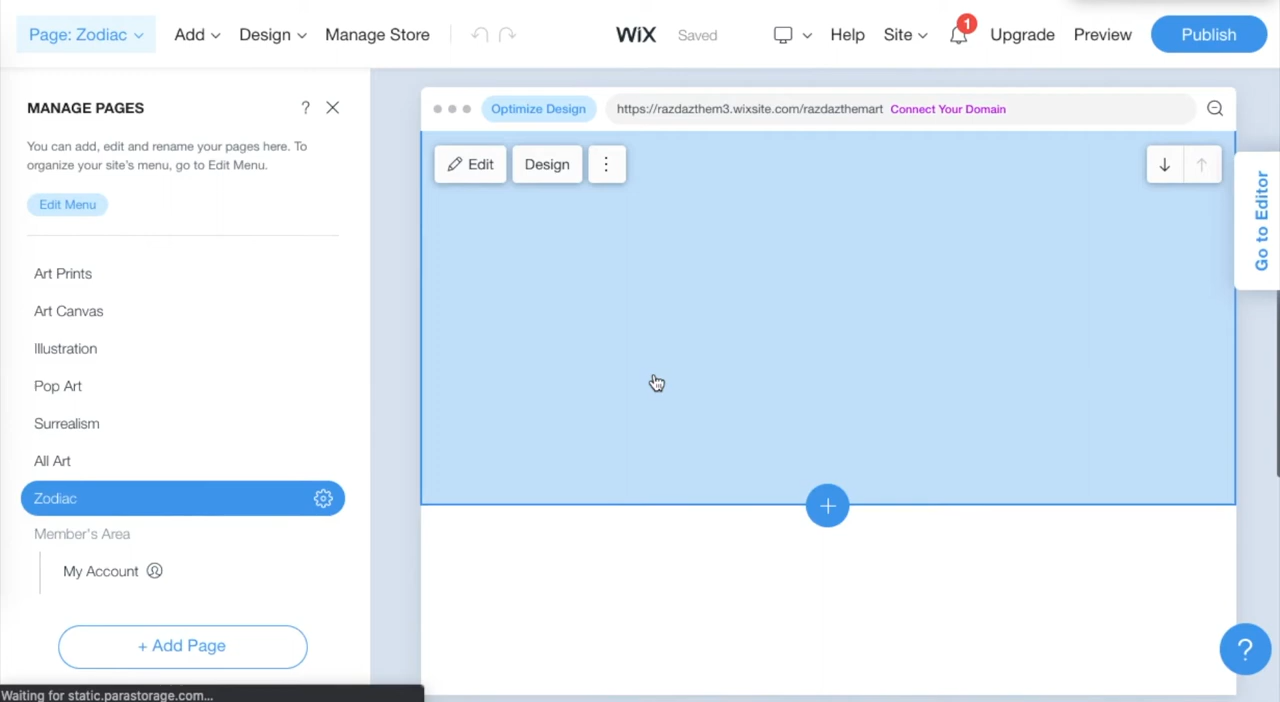 Page: Zodiac Add Design Manage Store WiX Saved Help Site 1 Upgrade Preview Publish
MANAGE PAGES ?
You can add, edit and rename your pages here. To
organize your site's menu, go to Edit Menu.
Edit Menu
Art Prints
Art Canvas
Illustration
Pop Art
Surrealism
All Art
Zodiac
Member's Area
My Account
+ Add Page
Waiting for static.parastorage.com...
Optimize Design https://razdazthem3.wixsite.com/razdazthemart Connect Your Domain
Edit Design
Go to Editor
?